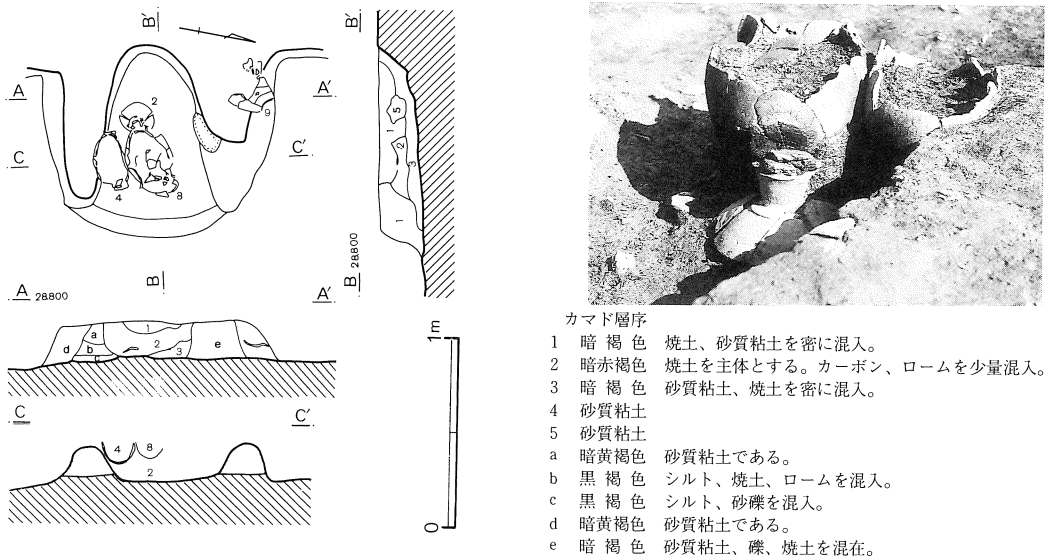 B′
B′
A
A′
2
9
C
C′
4
8
5
1
2
3
1
B
B 28.800
A 28.800
A′
1
a
2
d
b
3
e
c
1m
C
C′
4
8
2
0
カマド層序
1 暗褐色 焼土、砂質粘土を密に混入。
2 暗赤褐色 焼土を主体とする。カーボン、ロームを少量混入。
3 暗褐色 砂質粘土、焼土を密に混入。
4 砂質粘土
5 砂質粘土
a 暗黄褐色 砂質粘土である。
b 黒褐色 シルト、焼土、ロームを混入。
c 黒褐色 シルト、砂礫を混入。
d 暗黄褐色 砂質粘土である。
e 暗褐色 砂質粘土、礫、焼土を混在。